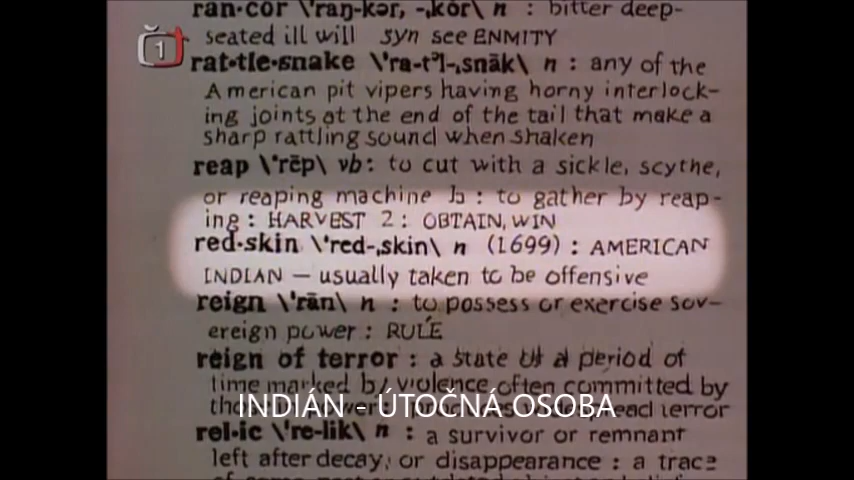 ran·cor \'raŋ-kər, -ˌkȯr\ n : bitter deep-
seated ill will syn see ENMITY
1
rat·tle·snake \'ra-tᵊl-ˌsnāk\ n : any of the
American pit vipers having horny interlock-
ing joints at the end of the tail that make a
sharp rattling sound when shaken
reap \'rēp\ vb: to cut with a sickle, scythe,
or reaping machine b : to gather by reap-
ing : HARVEST 2 : OBTAIN, WIN
red·skin \'red-ˌskin\ n (1699) : AMERICAN
INDIAN — usually taken to be offensive
reign \'rān\ n : to possess or exercise sov-
ereign power : RULE
reign of terror : a state or a period of
time marked by violence often committed by
INDIÁN - ÚTOČNÁ OSOBA
terror
rel·ic \'re-lik\ n : a survivor or remnant
left after decay, or disappearance : a trace